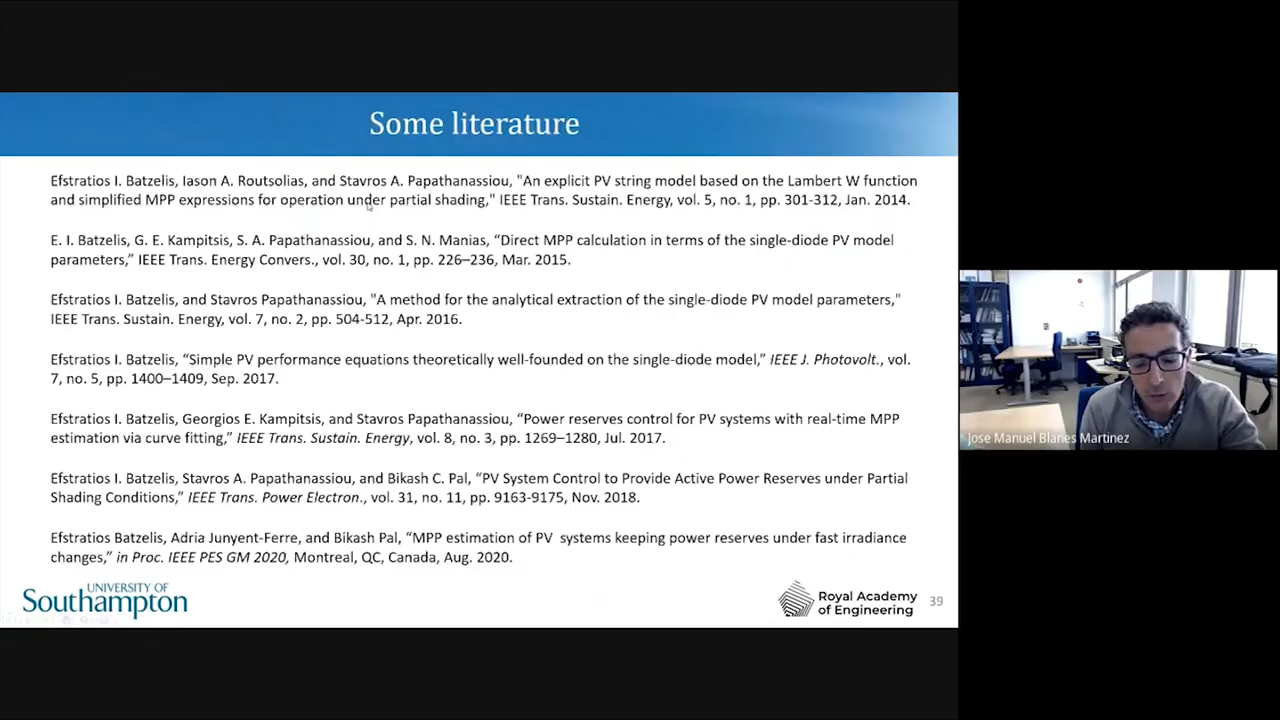 Some literature
Efstratios I. Batzelis, Iason A. Routsolias, and Stavros A. Papathanassiou, "An explicit PV string model based on the Lambert W function
and simplified MPP expressions for operation under partial shading," IEEE Trans. Sustain. Energy, vol. 5, no. 1, pp. 301-312, Jan. 2014.
E. I. Batzelis, G. E. Kampitsis, S. A. Papathanassiou, and S. N. Manias, “Direct MPP calculation in terms of the single-diode PV model
parameters,” IEEE Trans. Energy Convers., vol. 30, no. 1, pp. 226–236, Mar. 2015.
Efstratios I. Batzelis, and Stavros Papathanassiou, "A method for the analytical extraction of the single-diode PV model parameters,"
IEEE Trans. Sustain. Energy, vol. 7, no. 2, pp. 504-512, Apr. 2016.
Efstratios I. Batzelis, “Simple PV performance equations theoretically well-founded on the single-diode model,” IEEE J. Photovolt., vol.
7, no. 5, pp. 1400–1409, Sep. 2017.
Efstratios I. Batzelis, Georgios E. Kampitsis, and Stavros Papathanassiou, “Power reserves control for PV systems with real-time MPP
estimation via curve fitting,” IEEE Trans. Sustain. Energy, vol. 8, no. 3, pp. 1269–1280, Jul. 2017.
Efstratios I. Batzelis, Stavros A. Papathanassiou, and Bikash C. Pal, “PV System Control to Provide Active Power Reserves under Partial
Shading Conditions,” IEEE Trans. Power Electron., vol. 31, no. 11, pp. 9163-9175, Nov. 2018.
Efstratios Batzelis, Adria Junyent-Ferre, and Bikash Pal, “MPP estimation of PV systems keeping power reserves under fast irradiance
changes,” in Proc. IEEE PES GM 2020, Montreal, QC, Canada, Aug. 2020.
UNIVERSITY OF
Southampton
Royal Academy
of Engineering
39
Jose Manuel Blanes Martinez